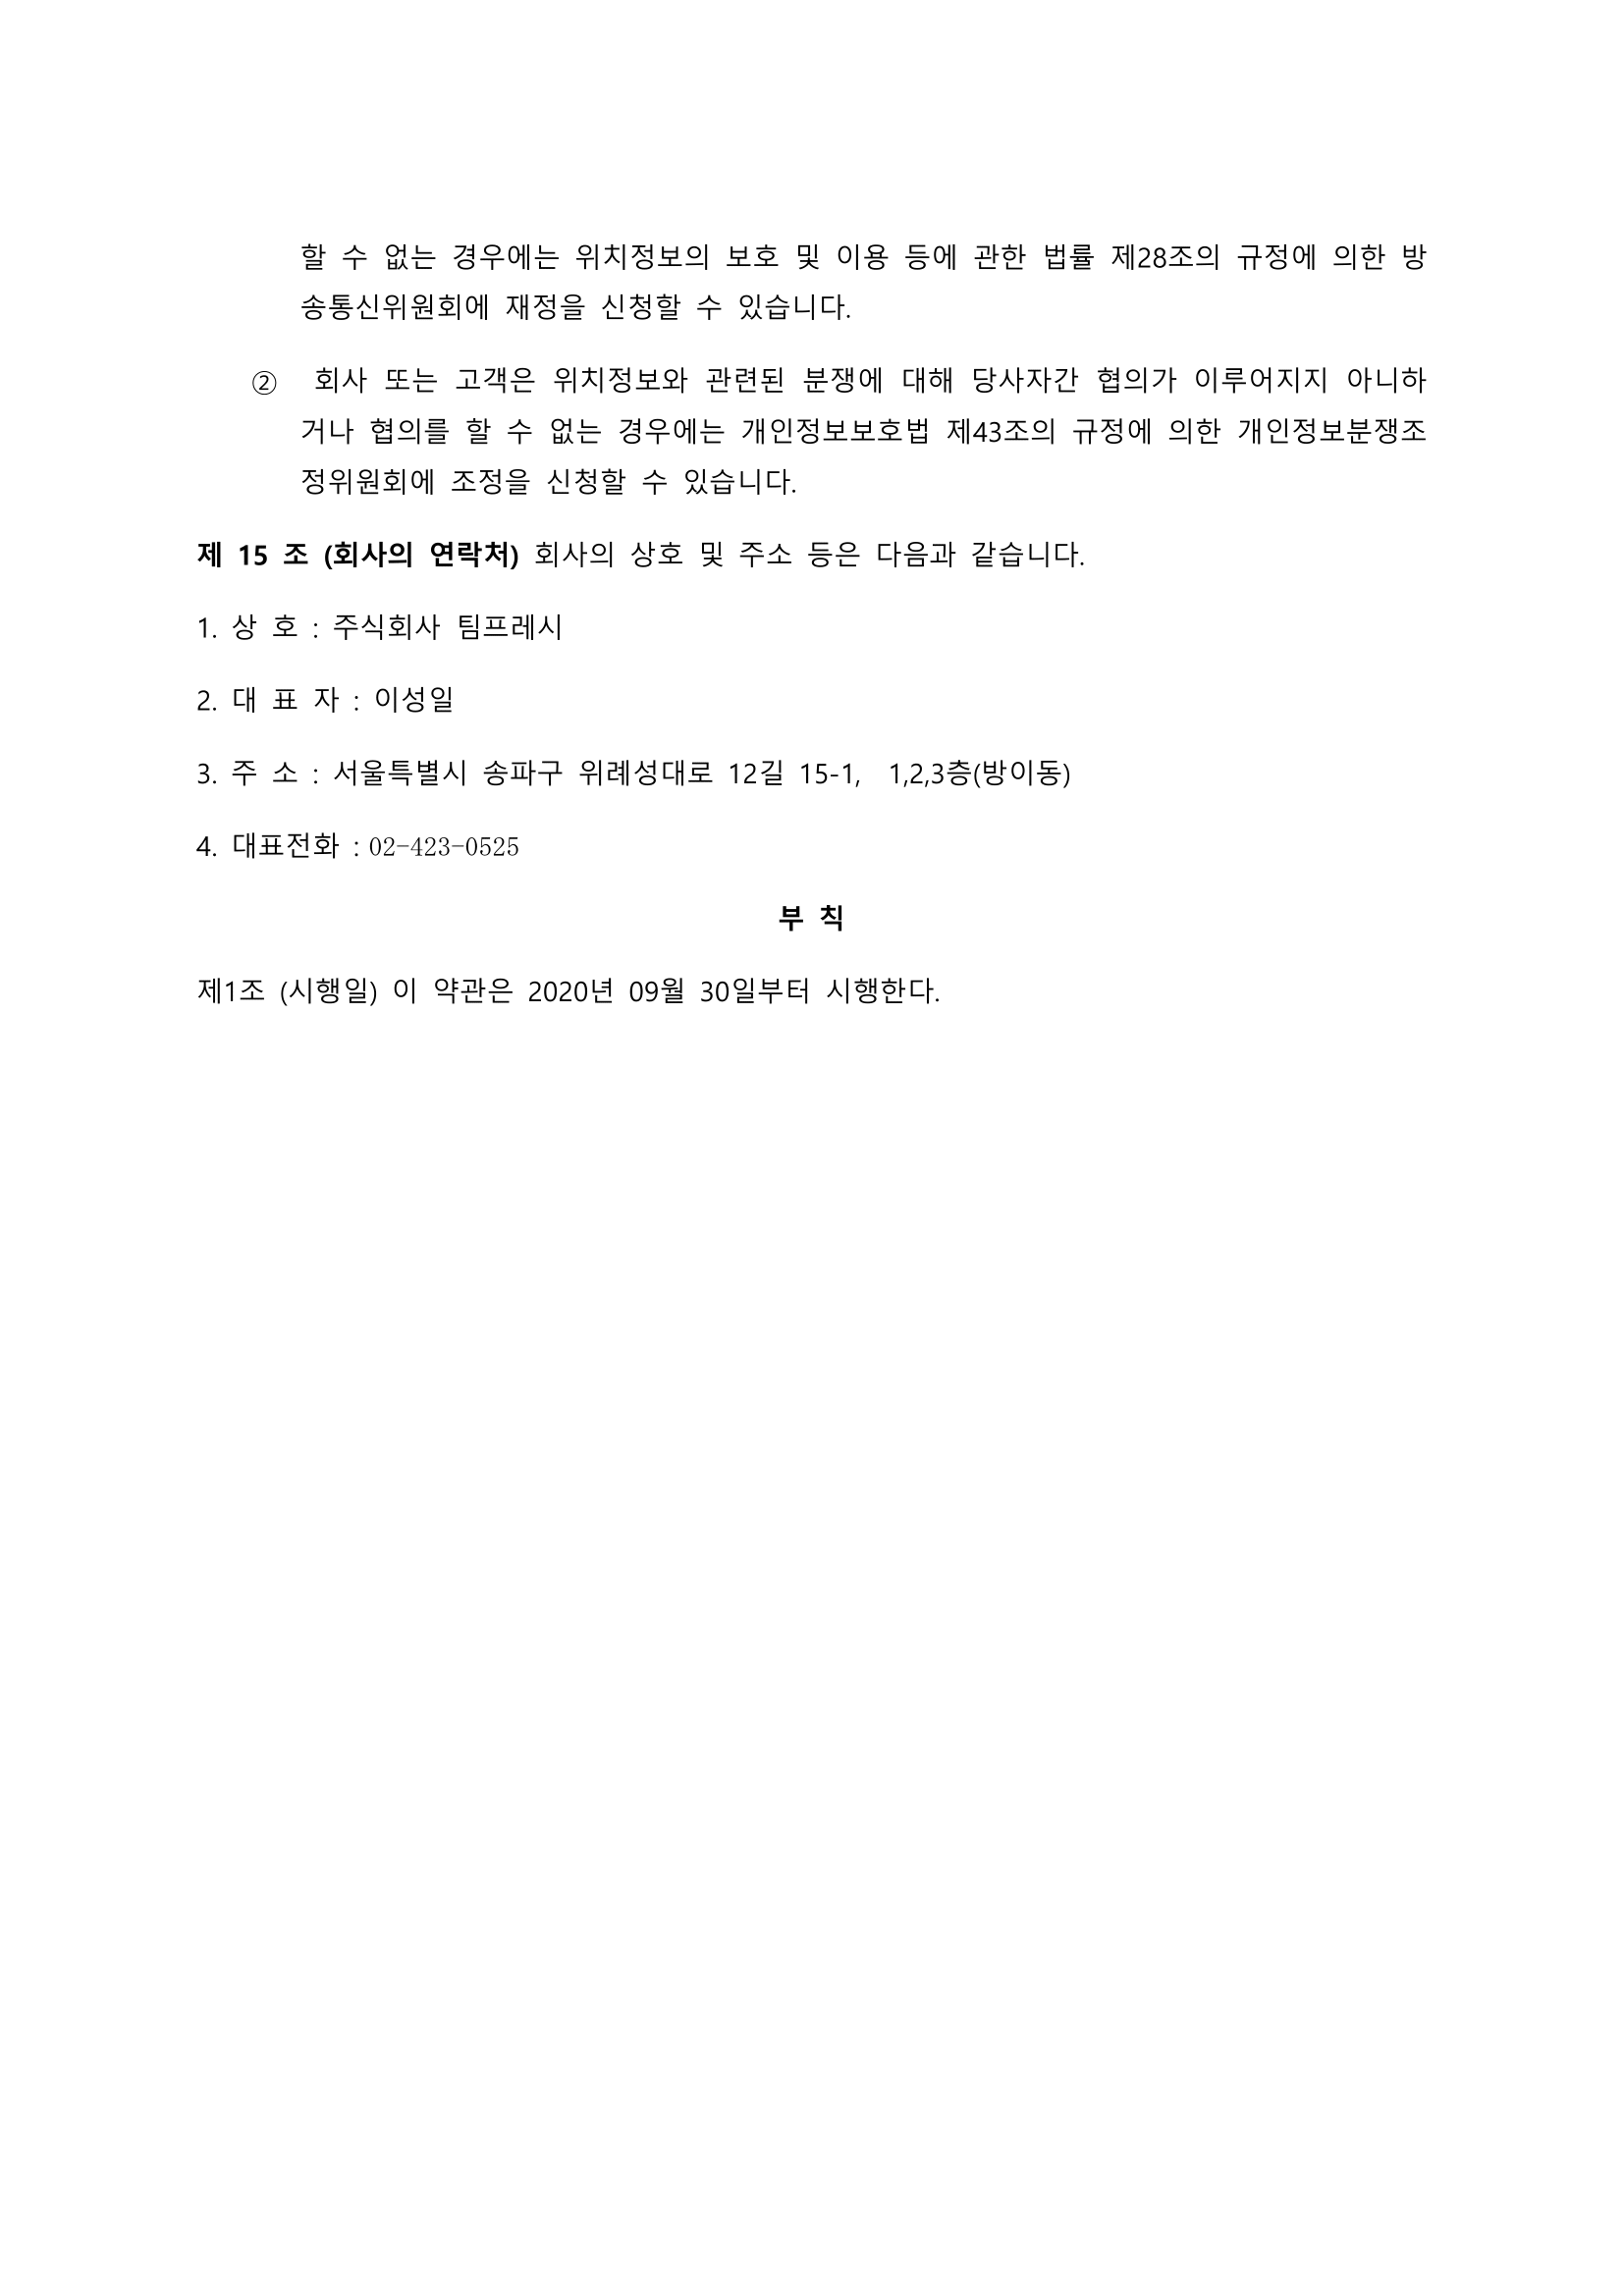 할 수 없는 경우에는 위치정보의 보호 및 이용 등에 관한 법률 제28조의 규정에 의한 방
송통신위원회에 재정을 신청할 수 있습니다.
② 회사 또는 고객은 위치정보와 관련된 분쟁에 대해 당사자간 협의가 이루어지지 아니하
거나 협의를 할 수 없는 경우에는 개인정보보호법 제43조의 규정에 의한 개인정보분쟁조
정위원회에 조정을 신청할 수 있습니다.
제 15 조 (회사의 연락처) 회사의 상호 및 주소 등은 다음과 같습니다.
1. 상 호 : 주식회사 팀프레시
2. 대 표 자 : 이성일
3. 주 소 : 서울특별시 송파구 위례성대로 12길 15-1, 1,2,3층(방이동)
4. 대표전화 : 02-423-0525
부 칙
제1조 (시행일) 이 약관은 2020년 09월 30일부터 시행한다.